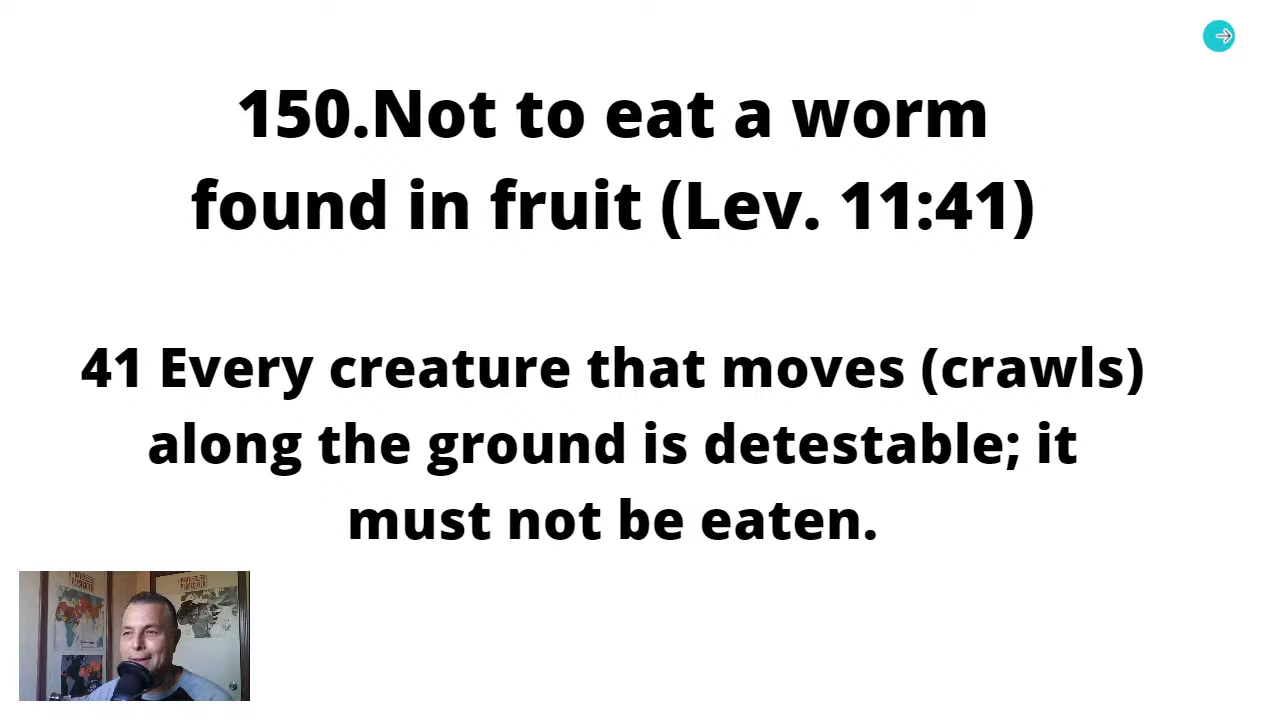 150.Not to eat a worm
found in fruit (Lev. 11:41)
41 Every creature that moves (crawls)
along the ground is detestable; it
must not be eaten.